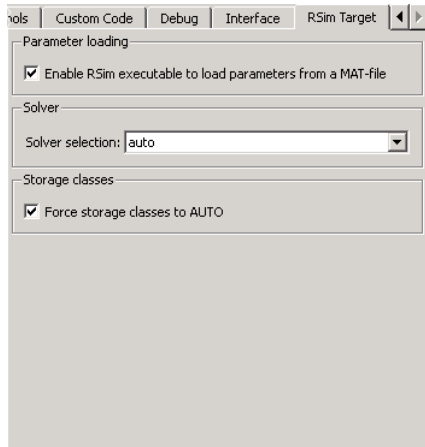 Custom Code Debug Interface RSim Target
Parameter loading
Enable RSim executable to load parameters from a MAT-file
Solver
Solver selection: auto
Storage classes
Force storage classes to AUTO